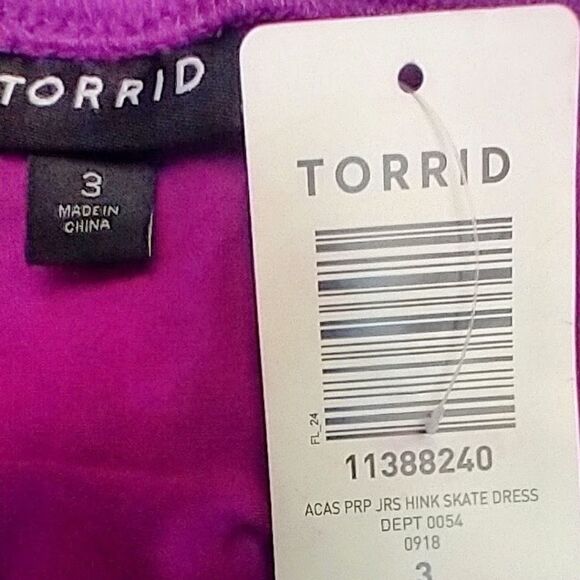 TORRID
3
MADE IN
CHINA
TORRID
FL_24
11388240
ACAS PRP JRS HINK SKATE DRESS
DEPT 0054
0918
3